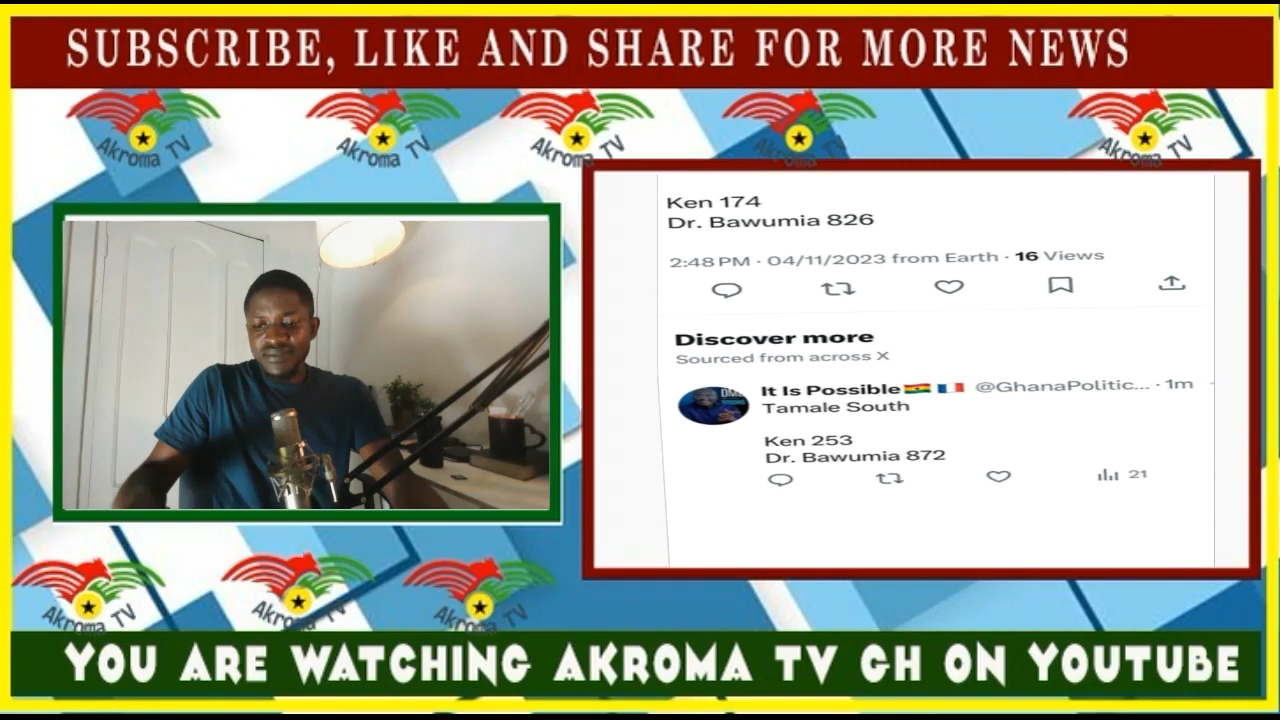 SUBSCRIBE, LIKE AND SHARE FOR MORE NEWS
Akroma TV
Akroma TV
Akroma TV
Akroma TV
Akroma TV
Ken 174
Dr. Bawumia 826
2:48 PM · 04/11/2023 from Earth · 16 Views
Discover more
Sourced from across X
It Is Possible @GhanaPolitic... · 1m
Tamale South
Ken 253
Dr. Bawumia 872
21
Akroma TV
Akroma TV
Akroma TV
YOU ARE WATCHING AKROMA TV GH ON YOUTUBE